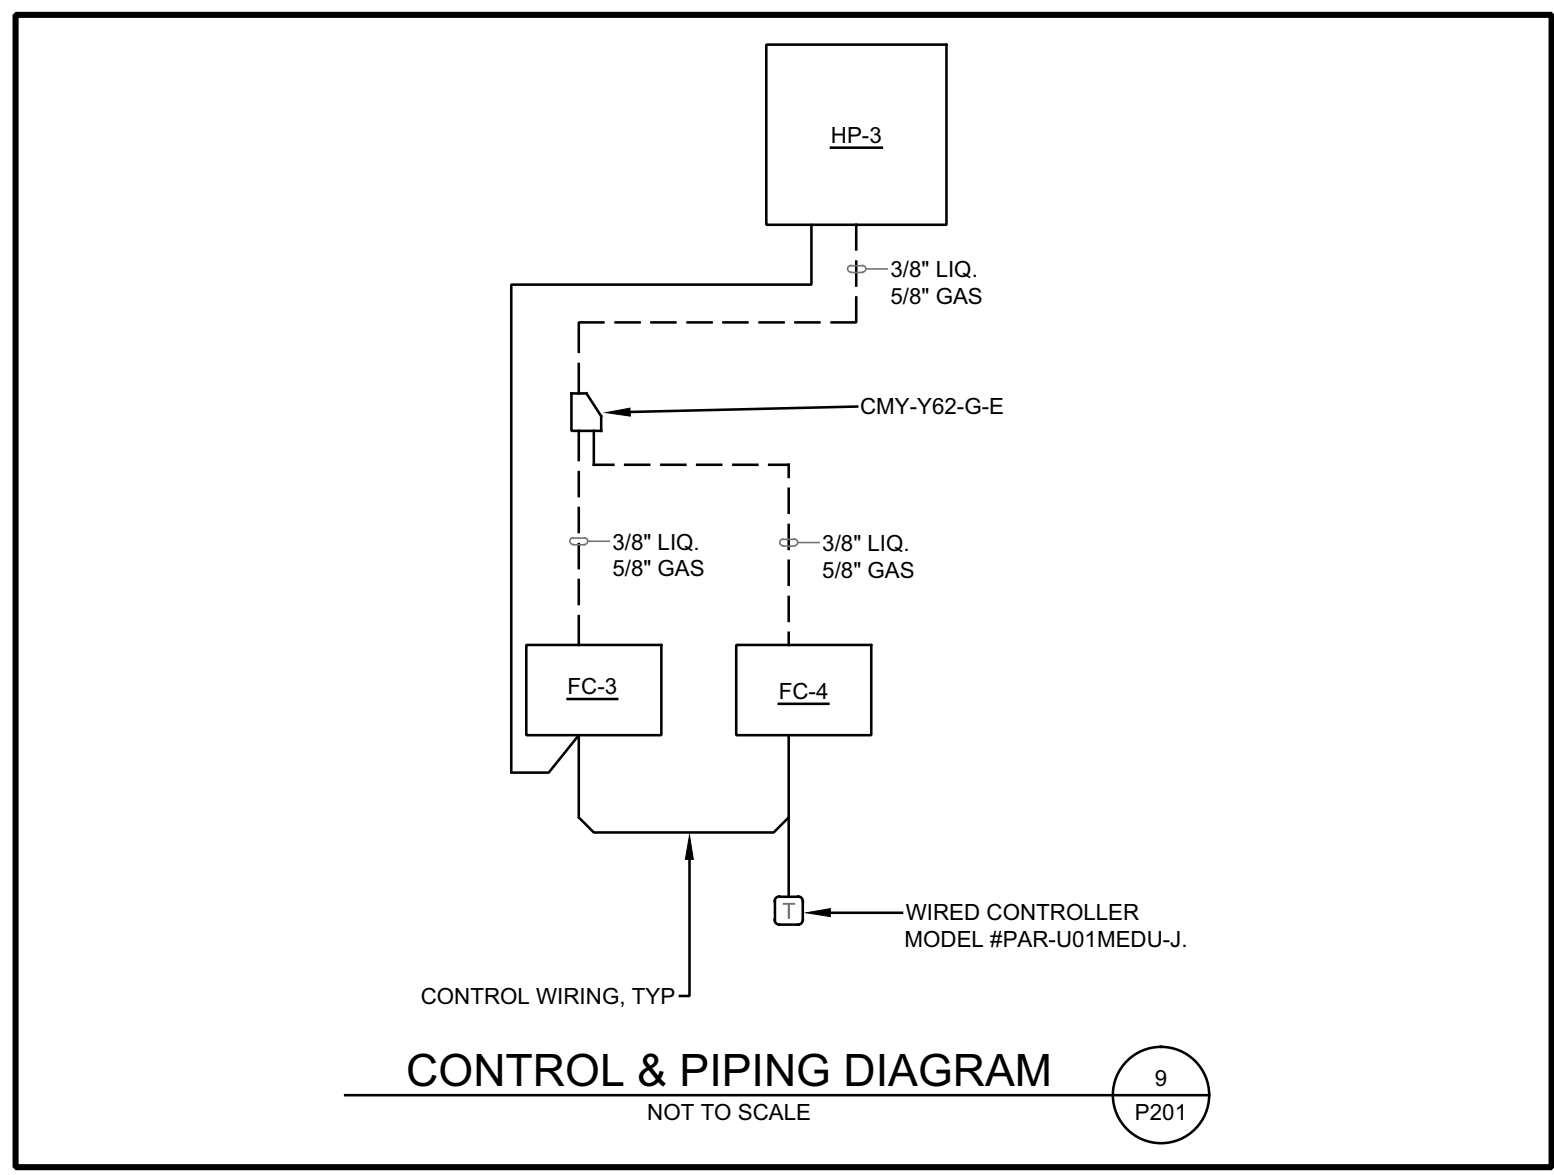 HP-3
3/8" LIQ.
5/8" GAS
CMY-Y62-G-E
3/8" LIQ.
5/8" GAS
3/8" LIQ.
5/8" GAS
FC-3
FC-4
T
WIRED CONTROLLER
MODEL #PAR-U01MEDU-J.
CONTROL WIRING, TYP
CONTROL & PIPING DIAGRAM
NOT TO SCALE
9
P201